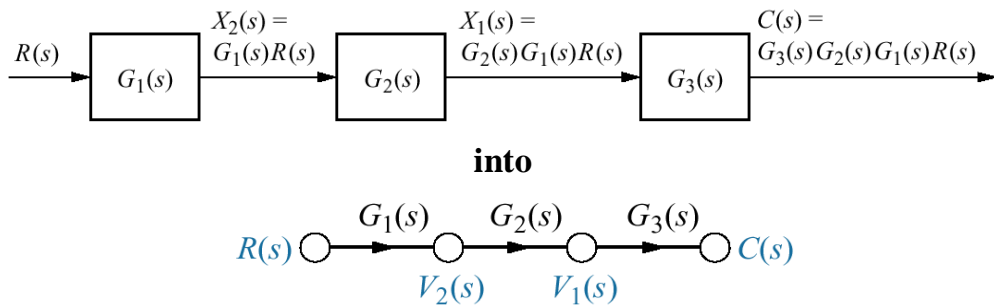 X₂(s) = X₁(s) = C(s) =
R(s) G₁(s)R(s) G₂(s)G₁(s)R(s) G₃(s)G₂(s)G₁(s)R(s)
G₁(s) G₂(s) G₃(s)
into
G₁(s) G₂(s) G₃(s)
R(s) C(s)
V₂(s) V₁(s)